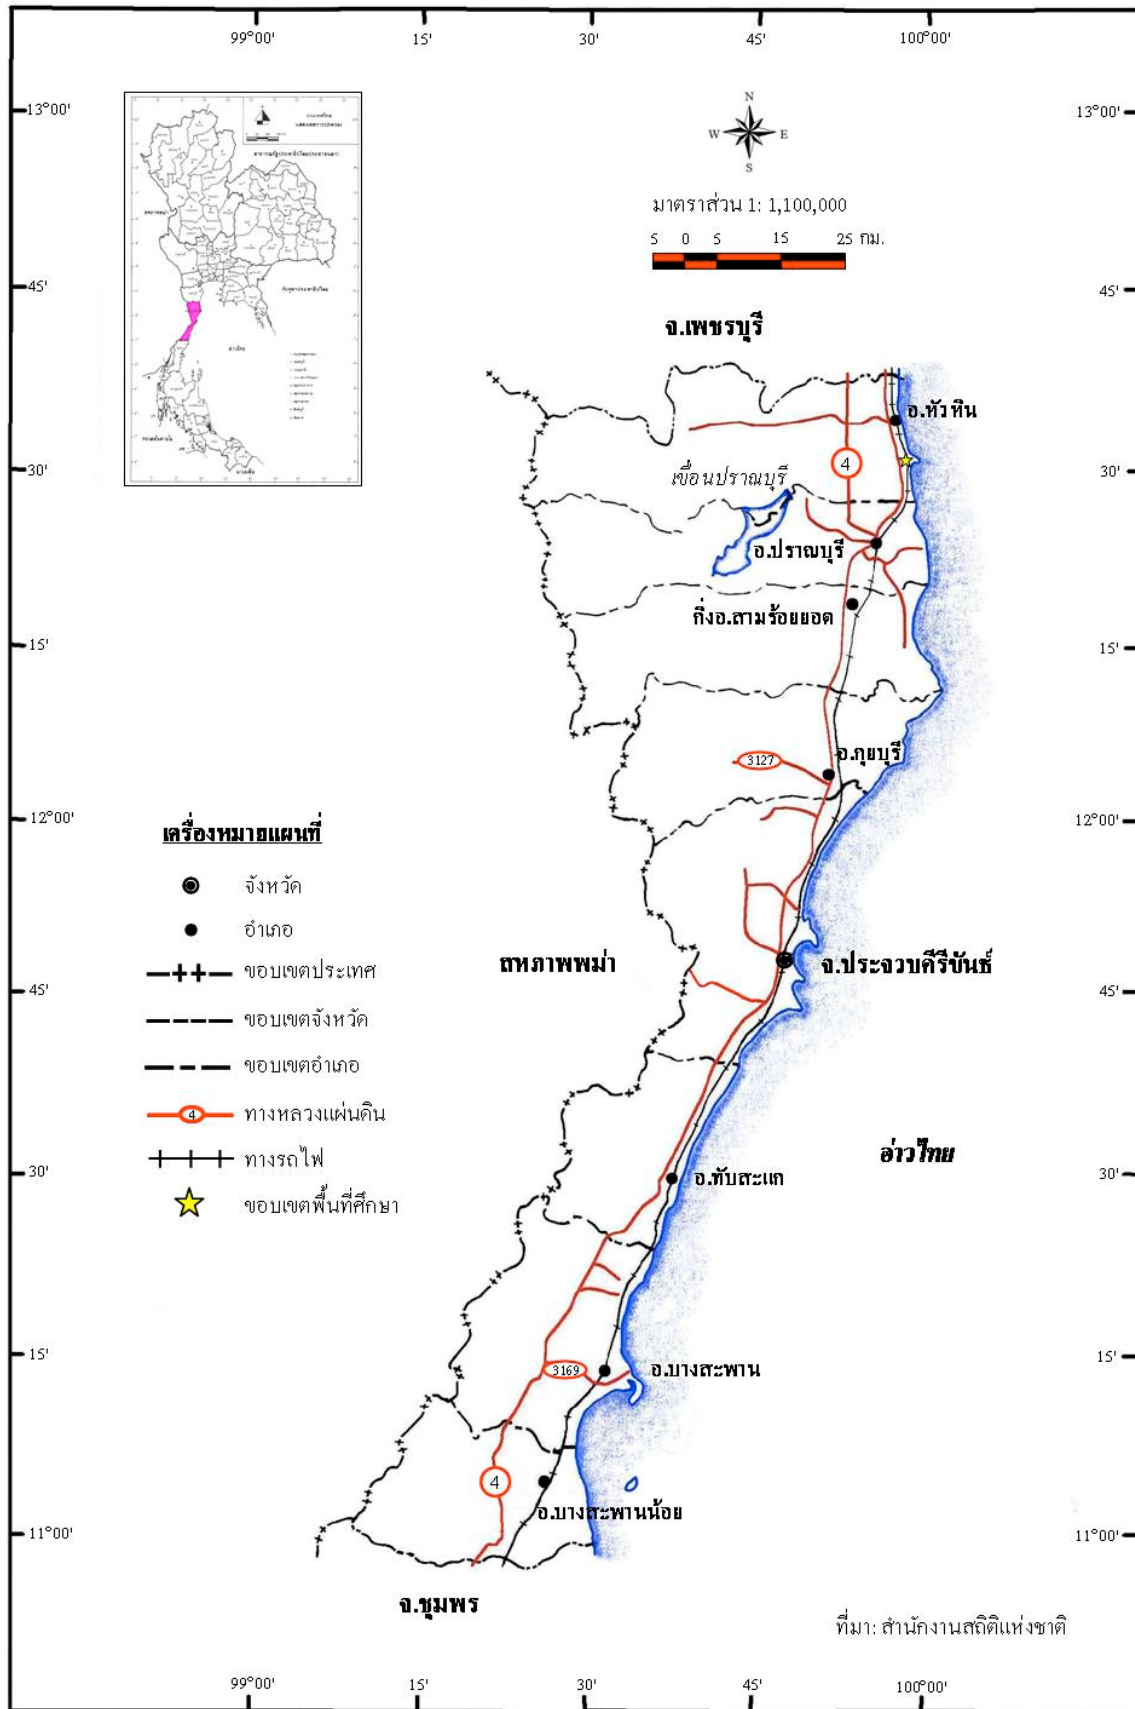 99°00' 15' 30' 45' 100°00'
13°00' 13°00'
N
W E
S
มาตราส่วน 1: 1,100,000
5 0 5 15 25 กม.
45' 45'
จ.เพชรบุรี
อ.หัวหิน
4
30' 30'
เขื่อนปราณบุรี
อ.ปราณบุรี
กิ่งอ.สามร้อยยอด
15' 15'
อ.กุยบุรี
3127
12°00' 12°00'
เครื่องหมายแผนที่
จังหวัด
อำเภอ
ขอบเขตประเทศ
ขอบเขตจังหวัด
ขอบเขตอำเภอ
4 ทางหลวงแผ่นดิน
ทางรถไฟ
ขอบเขตพื้นที่ศึกษา
สหภาพพม่า
จ.ประจวบคีรีขันธ์
45' 45'
อ่าวไทย
30' 30'
อ.ทับสะแก
15' 15'
3169
อ.บางสะพาน
4
อ.บางสะพานน้อย
11°00' 11°00'
จ.ชุมพร
ที่มา: สำนักงานสถิติแห่งชาติ
99°00' 15' 30' 45' 100°00'